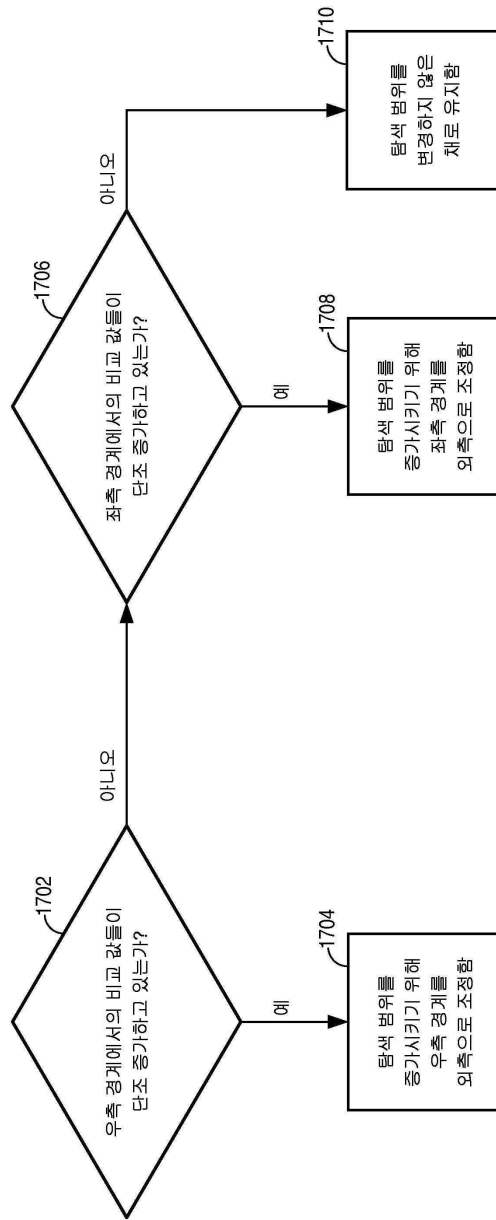 1702
우측 경계에서의 비교 값들이
단조 증가하고 있는가?
아니오
예
1704
탐색 범위를
증가시키기 위해
우측 경계를
외측으로 조정함
1706
좌측 경계에서의 비교 값들이
단조 증가하고 있는가?
아니오
예
1708
탐색 범위를
증가시키기 위해
좌측 경계를
외측으로 조정함
1710
탐색 범위를
변경하지 않은
채로 유지함